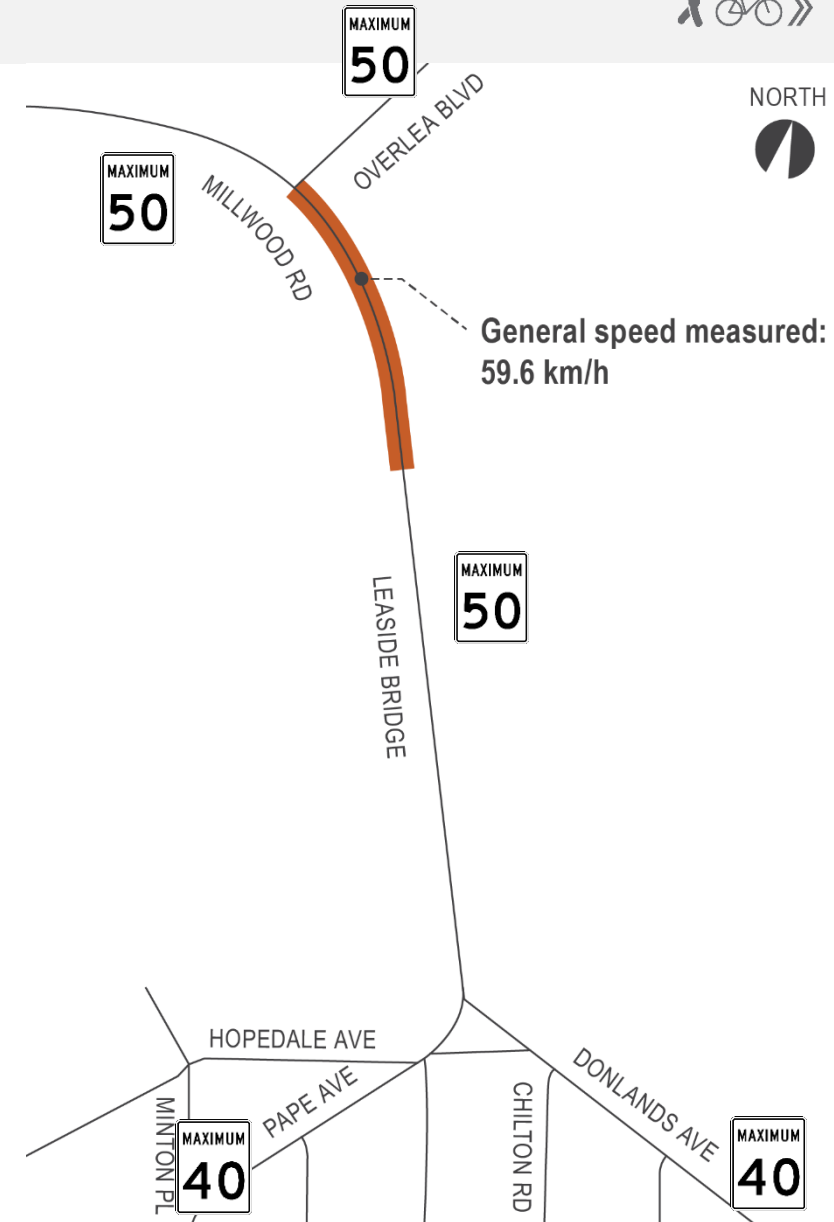 MAXIMUM
50
OVERLEA BLVD
NORTH
MAXIMUM
50
MILLWOOD RD
General speed measured:
59.6 km/h
MAXIMUM
50
LEASIDE BRIDGE
HOPEDALE AVE
PAPE AVE
MINTON PL
MAXIMUM
40
CHILTON RD
DONLANDS AVE
MAXIMUM
40